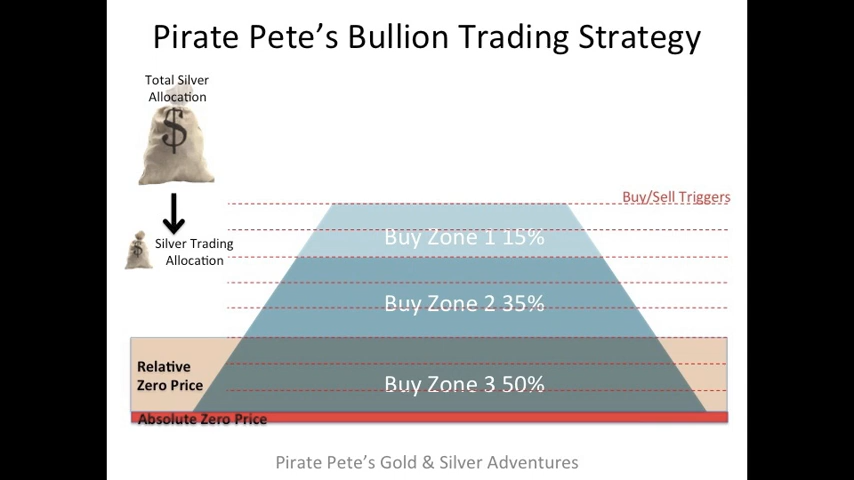 Pirate Pete's Bullion Trading Strategy
Total Silver
Allocation
$
Buy/Sell Triggers
Buy Zone 1 15%
$
Silver Trading
Allocation
Buy Zone 2 35%
Relative
Zero Price
Buy Zone 3 50%
Absolute Zero Price
Pirate Pete's Gold & Silver Adventures